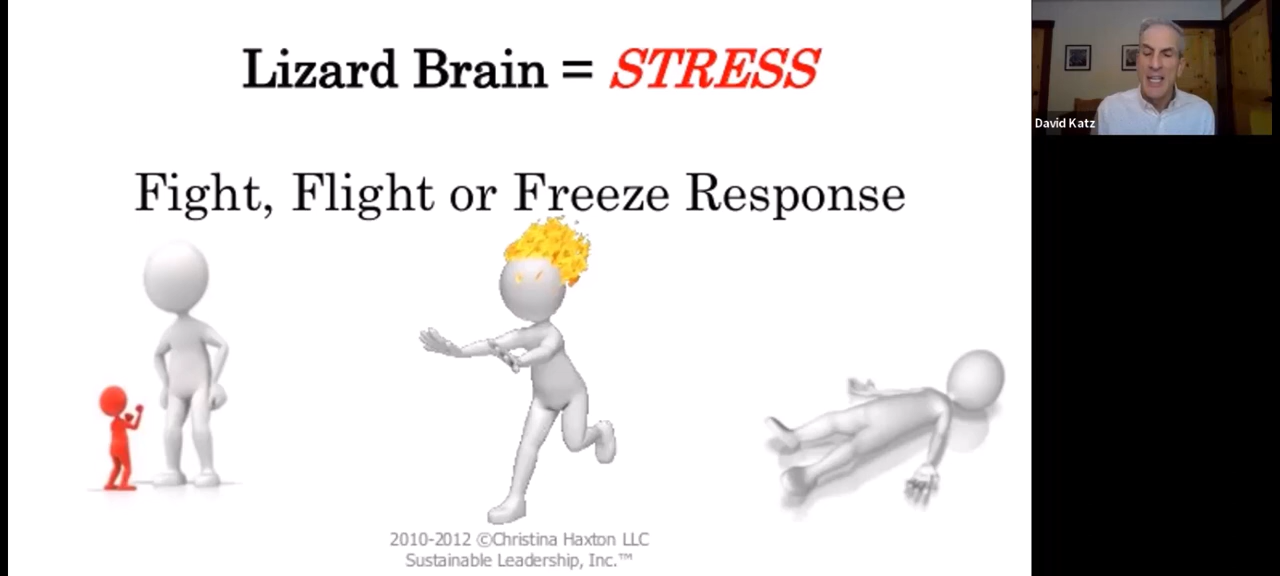 Lizard Brain = STRESS
Fight, Flight or Freeze Response
2010-2012 ©Christina Haxton LLC
Sustainable Leadership, Inc.™
David Katz